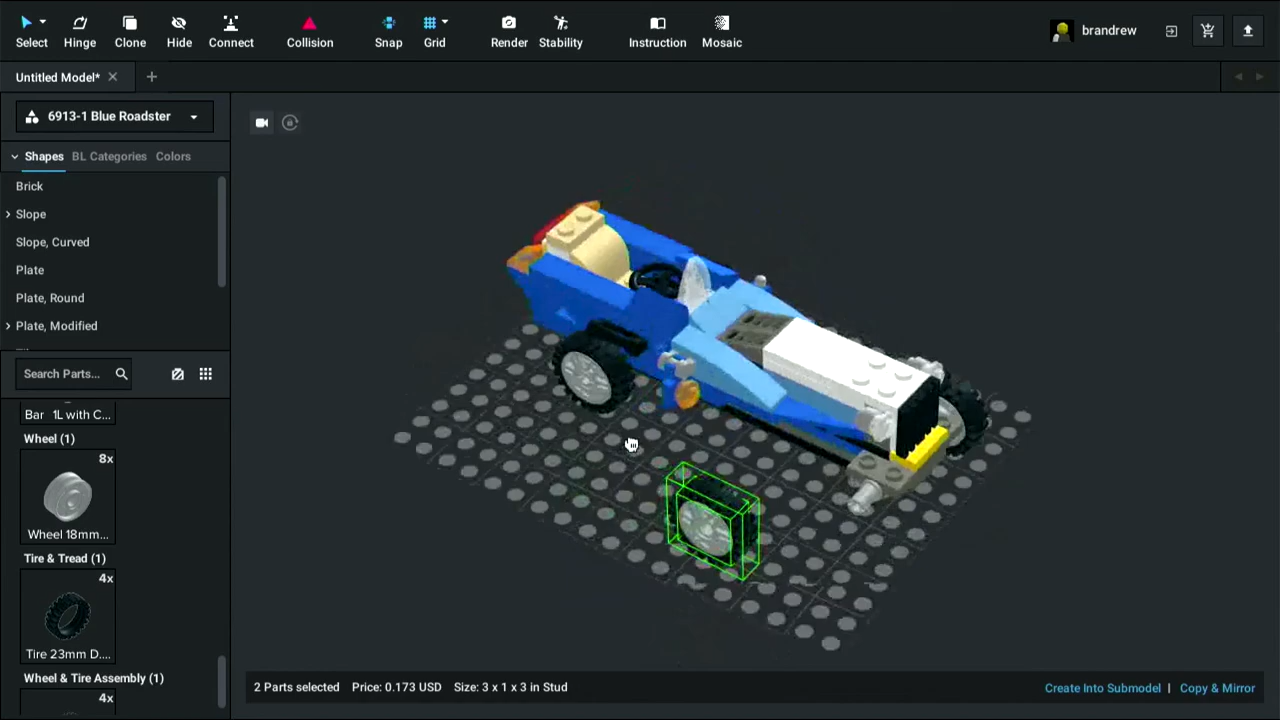 Select Hinge Clone Hide Connect Collision Snap Grid Render Stability Instruction Mosaic brandrew
Untitled Model*
6913-1 Blue Roadster
Shapes BL Categories Colors
Brick
Slope
Slope, Curved
Plate
Plate, Round
Plate, Modified
Search Parts...
Bar 1L with C...
Wheel (1)
8x
Wheel 18mm...
Tire & Tread (1)
4x
Tire 23mm D....
Wheel & Tire Assembly (1)
4x
2 Parts selected Price: 0.173 USD Size: 3 x 1 x 3 in Stud Create Into Submodel | Copy & Mirror